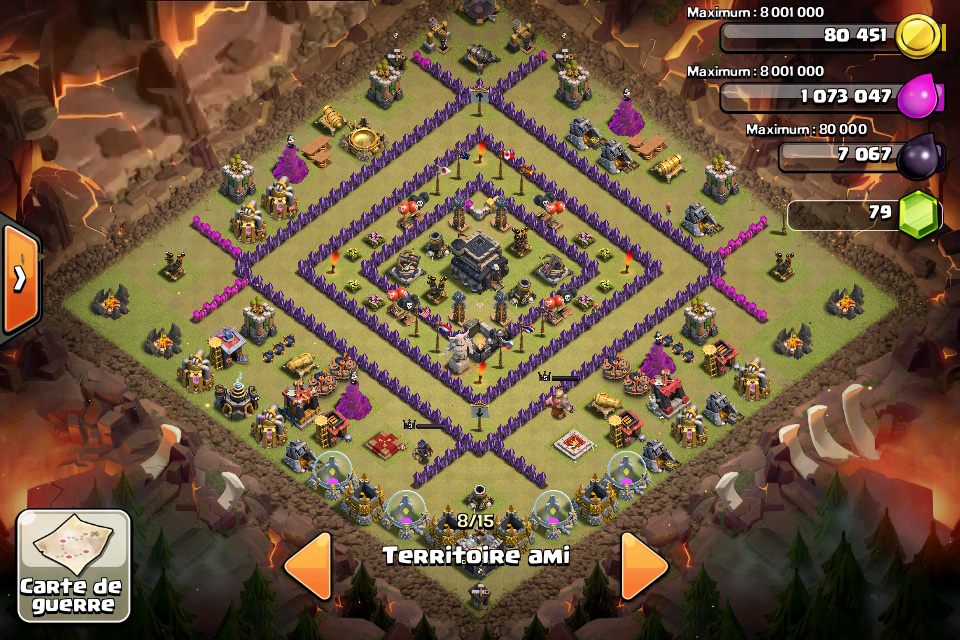 Maximum : 8 001 000
80 451
Maximum : 8 001 000
1 073 047
Maximum : 80 000
7 067
79
8/15
Territoire ami
Carte de
guerre